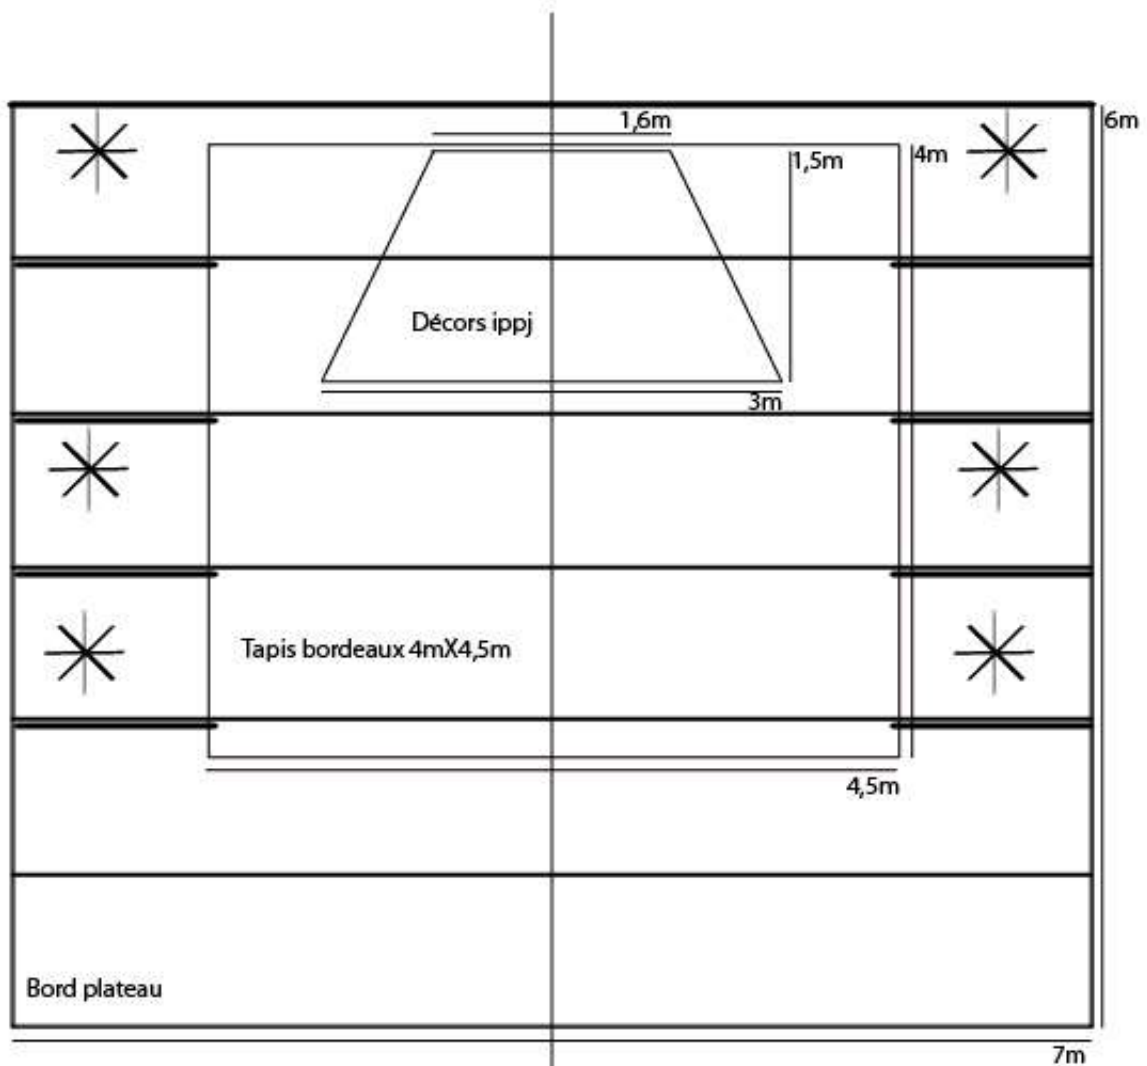 1,6m
6m
1,5m
4m
Décors ippj
3m
Tapis bordeaux 4mX4,5m
4,5m
Bord plateau
7m